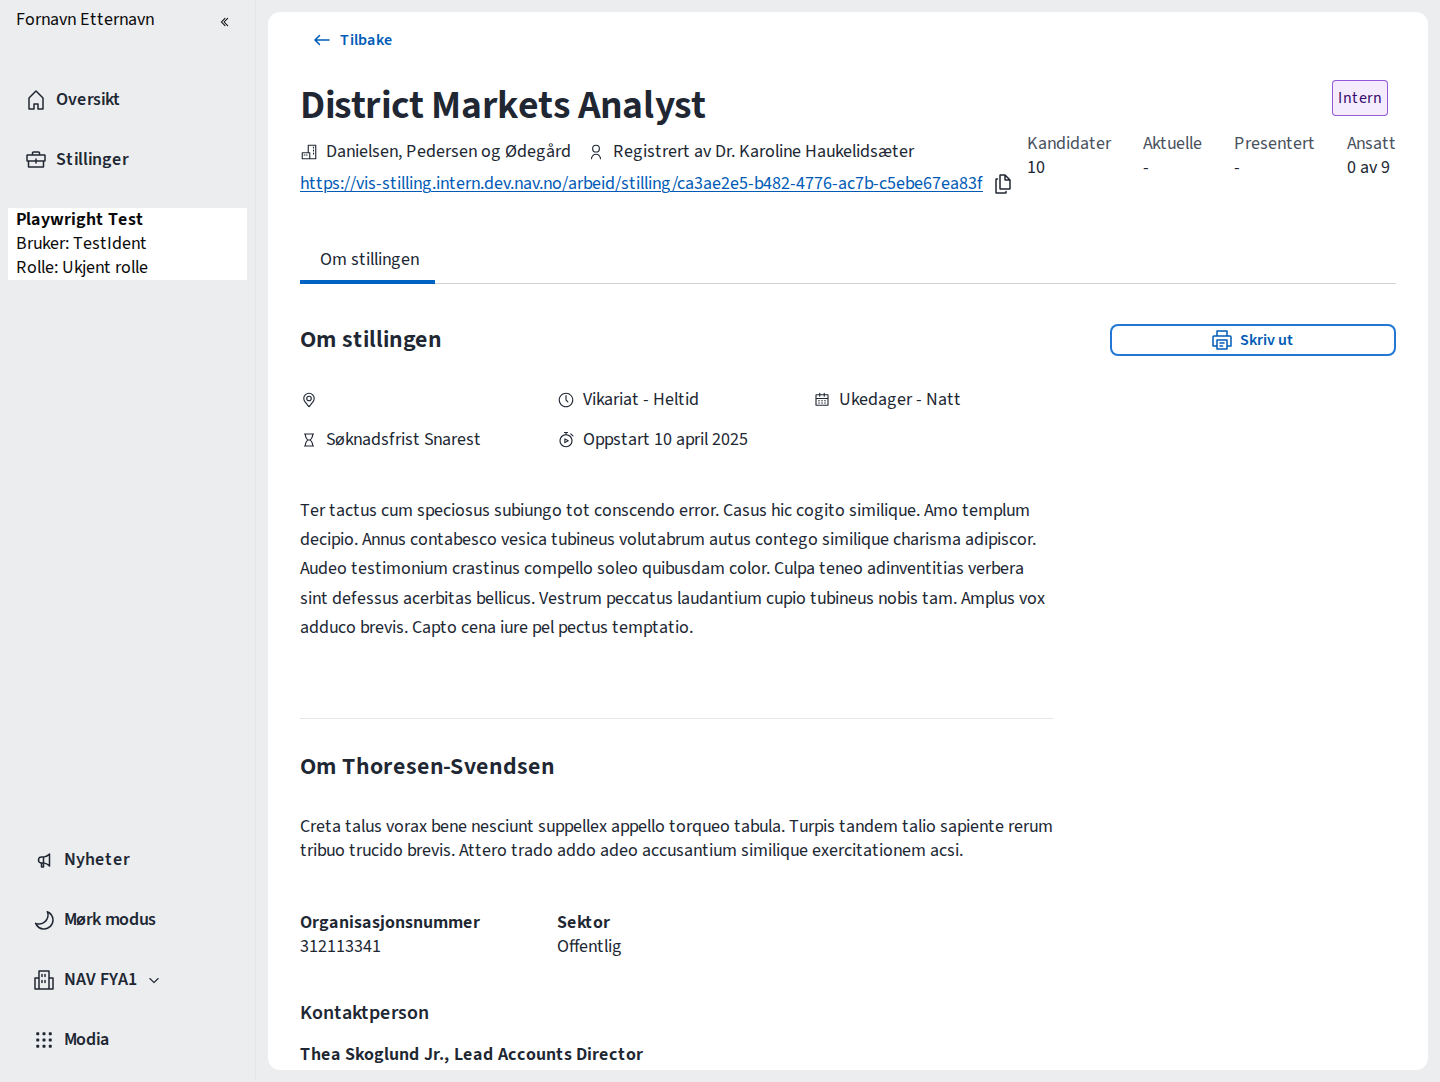 Fornavn Etternavn
Oversikt
Stillinger
Playwright Test
Bruker: TestIdent
Rolle: Ukjent rolle
Nyheter
Mørk modus
NAV FYA1
Modia
Tilbake
District Markets Analyst
Intern
Danielsen, Pedersen og Ødegård Registrert av Dr. Karoline Haukelidsæter
https://vis-stilling.intern.dev.nav.no/arbeid/stilling/ca3ae2e5-b482-4776-ac7b-c5ebe67ea83f
Kandidater Aktuelle Presentert Ansatt
10 - - 0 av 9
Om stillingen
Om stillingen
Skriv ut
Vikariat - Heltid Ukedager - Natt
Søknadsfrist Snarest Oppstart 10 april 2025
Ter tactus cum speciosus subiungo tot conscendo error. Casus hic cogito similique. Amo templum
decipio. Annus contabesco vesica tubineus volutabrum autus contego similique charisma adipiscor.
Audeo testimonium crastinus compello soleo quibusdam color. Culpa teneo adinventitias verbera
sint defessus acerbitas bellicus. Vestrum peccatus laudantium cupio tubineus nobis tam. Amplus vox
adduco brevis. Capto cena iure pel pectus temptatio.
Om Thoresen-Svendsen
Creta talus vorax bene nesciunt suppellex appello torqueo tabula. Turpis tandem talio sapiente rerum
tribuo trucido brevis. Attero trado addo adeo accusantium similique exercitationem acsi.
Organisasjonsnummer Sektor
312113341 Offentlig
Kontaktperson
Thea Skoglund Jr., Lead Accounts Director